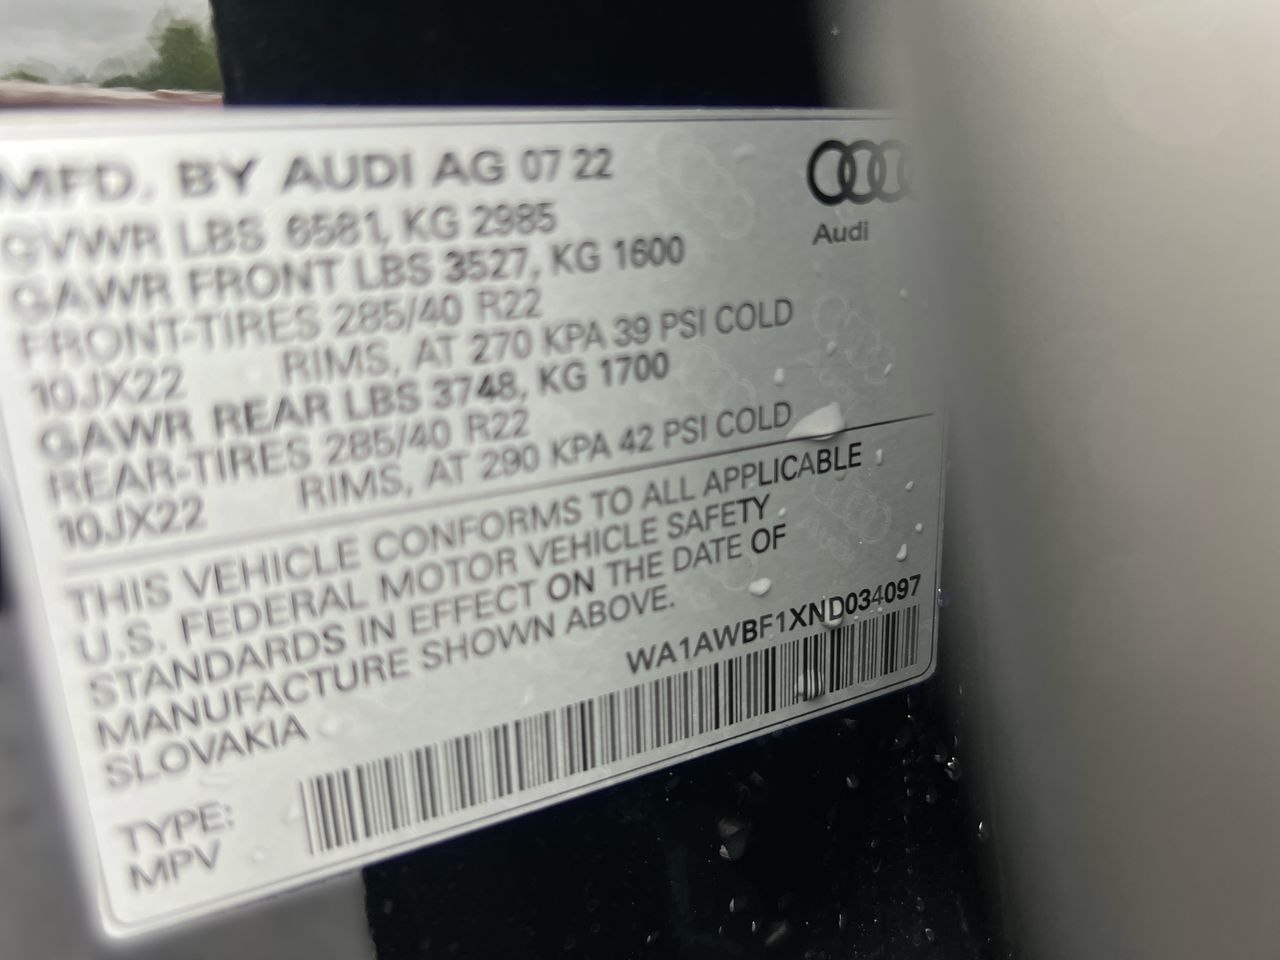 MFD. BY AUDI AG 07 22
GVWR LBS 6581, KG 2985
GAWR FRONT LBS 3527, KG 1600
FRONT-TIRES 285/40 R22
10JX22 RIMS, AT 270 KPA 39 PSI COLD
GAWR REAR LBS 3748, KG 1700
REAR-TIRES 285/40 R22
10JX22 RIMS, AT 290 KPA 42 PSI COLD
Audi
THIS VEHICLE CONFORMS TO ALL APPLICABLE
U.S. FEDERAL MOTOR VEHICLE SAFETY
STANDARDS IN EFFECT ON THE DATE OF
MANUFACTURE SHOWN ABOVE.
SLOVAKIA
WA1AWBF1XND034097
TYPE:
MPV